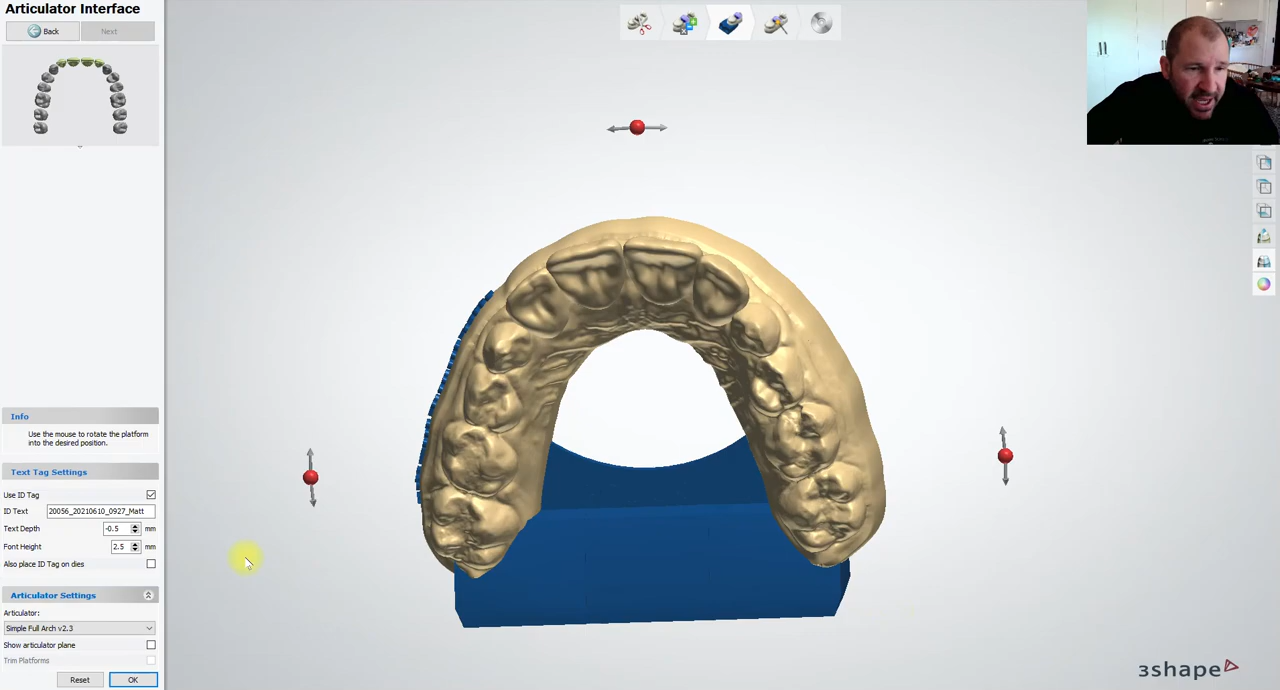 Articulator Interface
Back
Next
Info
Use the mouse to rotate the platform
into the desired position.
Text Tag Settings
Use ID Tag
ID Text 20056_20210610_0927_Matt
Text Depth -0.5 mm
Font Height 2.5 mm
Also place ID Tag on dies
Articulator Settings
Articulator:
Simple Full Arch v2.3
Show articulator plane
Trim Platforms
Reset
OK
3shape